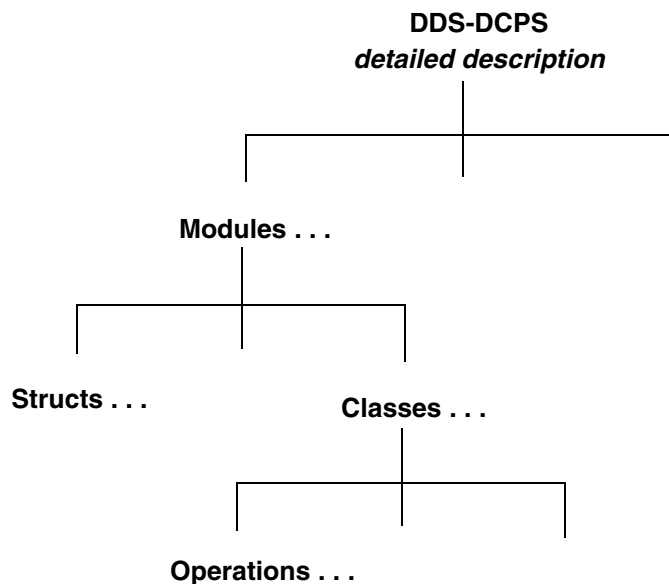 DDS-DCPS
detailed description
Modules . . .
Structs . . .
Classes . . .
Operations . . .